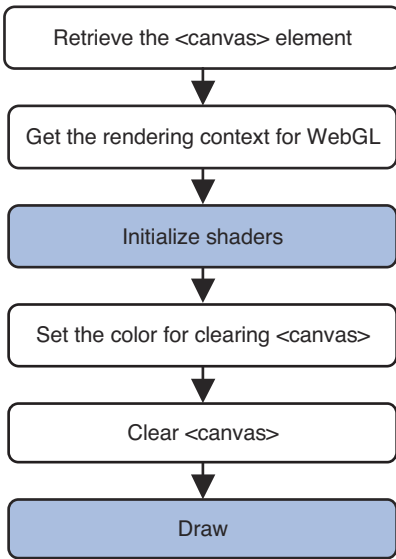 Retrieve the <canvas> element
Get the rendering context for WebGL
Initialize shaders
Set the color for clearing <canvas>
Clear <canvas>
Draw